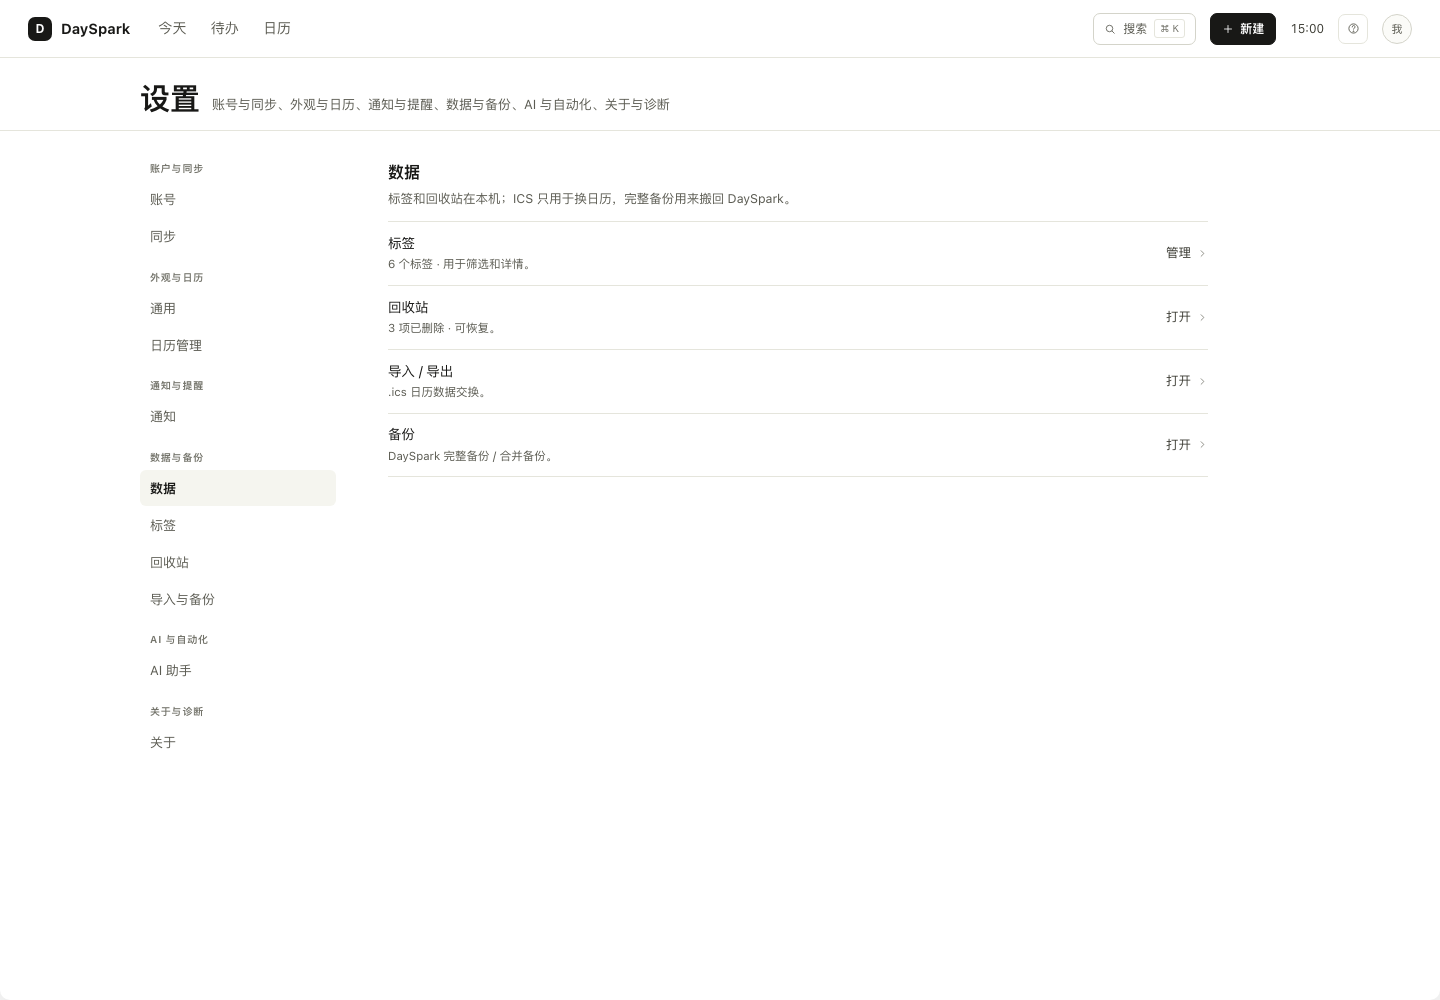 D DaySpark 今天 待办 日历 搜索 ⌘ K + 新建 15:00 我
设置 账号与同步、外观与日历、通知与提醒、数据与备份、AI 与自动化、关于与诊断
账户与同步
账号
同步
外观与日历
通用
日历管理
通知与提醒
通知
数据与备份
数据
标签
回收站
导入与备份
AI 与自动化
AI 助手
关于与诊断
关于
数据
标签和回收站在本机；ICS 只用于换日历，完整备份用来搬回 DaySpark。
标签
6 个标签 · 用于筛选和详情。
管理
回收站
3 项已删除 · 可恢复。
打开
导入 / 导出
.ics 日历数据交换。
打开
备份
DaySpark 完整备份 / 合并备份。
打开